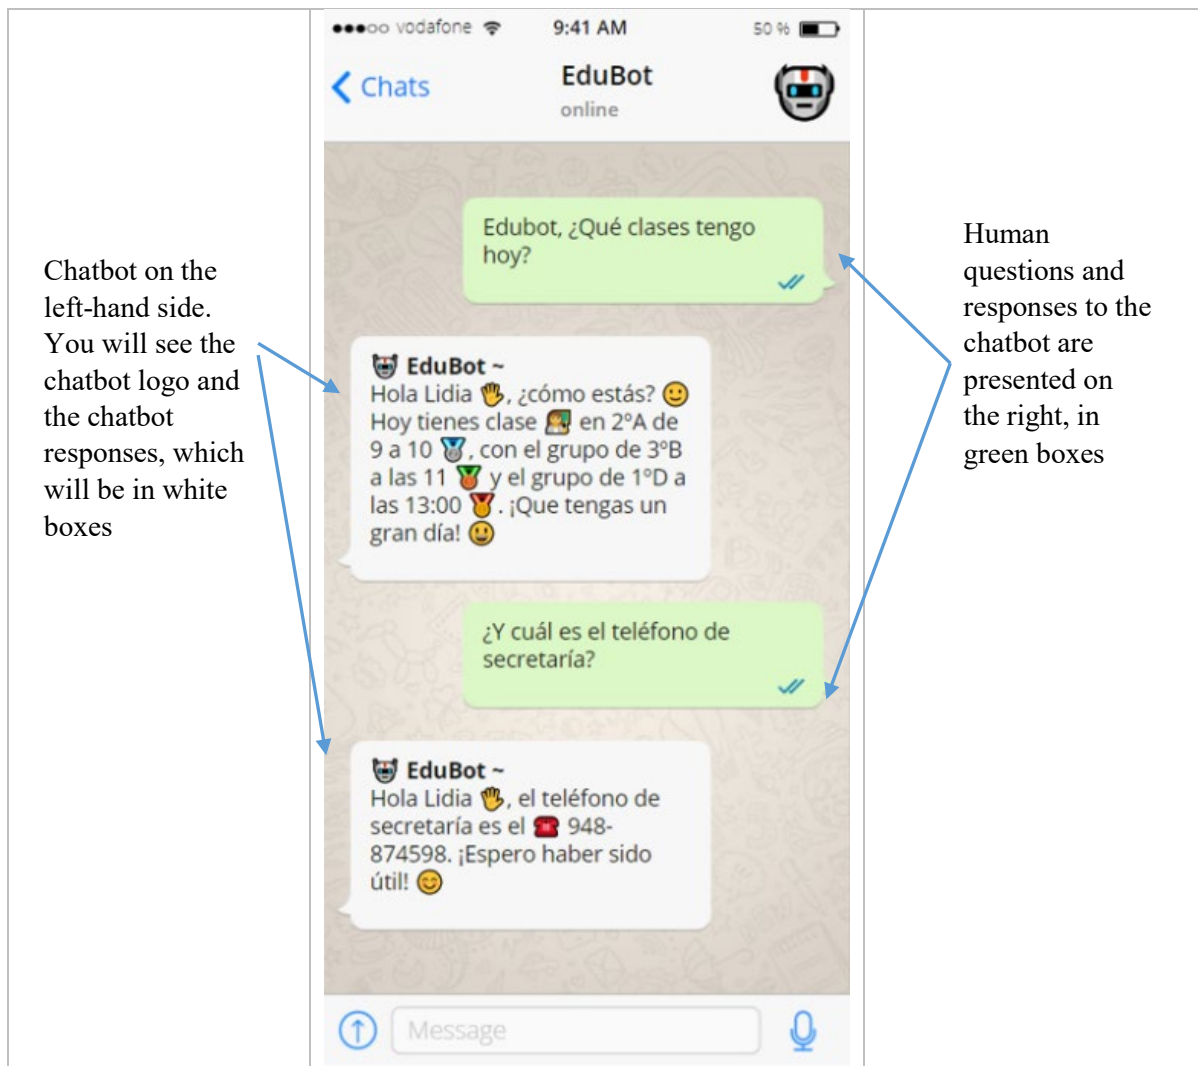 vodafone
9:41 AM
50 %
Chats
EduBot
online
Edubot, ¿Qué clases tengo
hoy?
EduBot ~
Hola Lidia 🖐, ¿cómo estás? 🙂
Hoy tienes clase 👩‍🏫 en 2ºA de
9 a 10 🥈, con el grupo de 3ºB
a las 11 🥉 y el grupo de 1ºD a
las 13:00 🏅. ¡Que tengas un
gran día! 😀
¿Y cuál es el teléfono de
secretaría?
EduBot ~
Hola Lidia 🖐, el teléfono de
secretaría es el ☎️ 948-
874598. ¡Espero haber sido
útil! 😊
Message
Chatbot on the
left-hand side.
You will see the
chatbot logo and
the chatbot
responses, which
will be in white
boxes
Human
questions and
responses to the
chatbot are
presented on
the right, in
green boxes